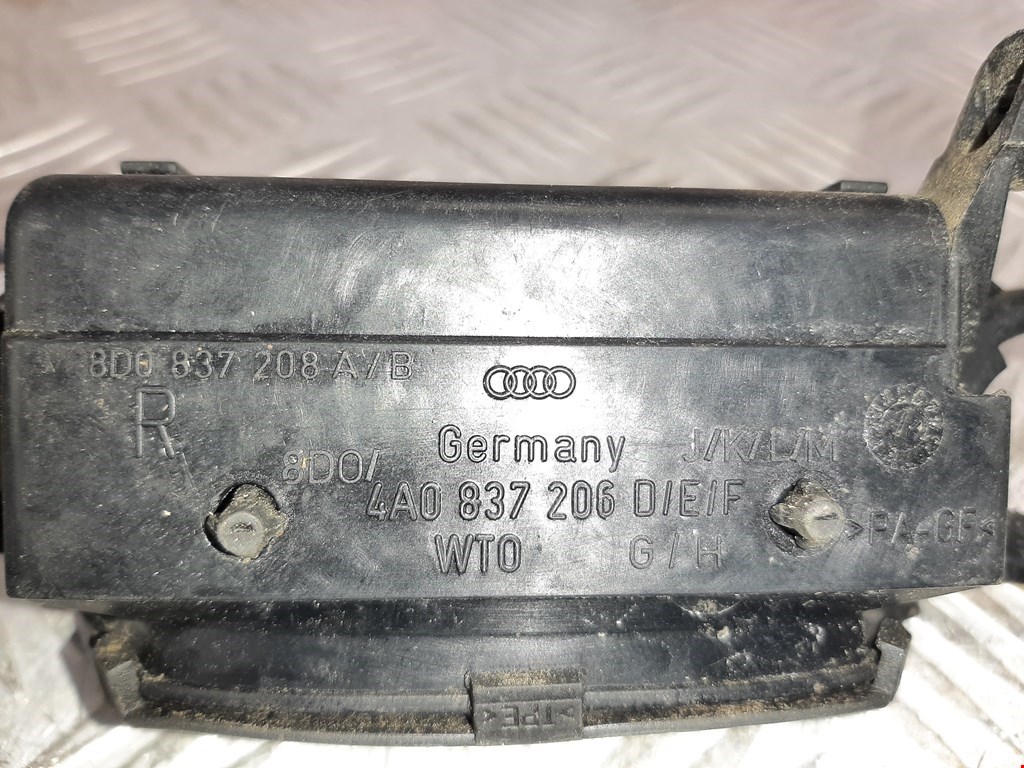 8D0 837 208 A/B
R
Germany J/K/L/M
8D0/
4A0 837 206 D/E/F
>PA-GF<
WTO G/H
>TPE<